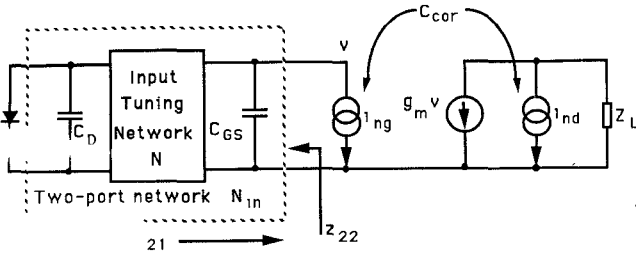 C_cor
v
Input
Tuning
Network
N
C_D
C_GS
i_ng
g_m v
i_nd
Z_L
Two-port network N_in
z_22
21